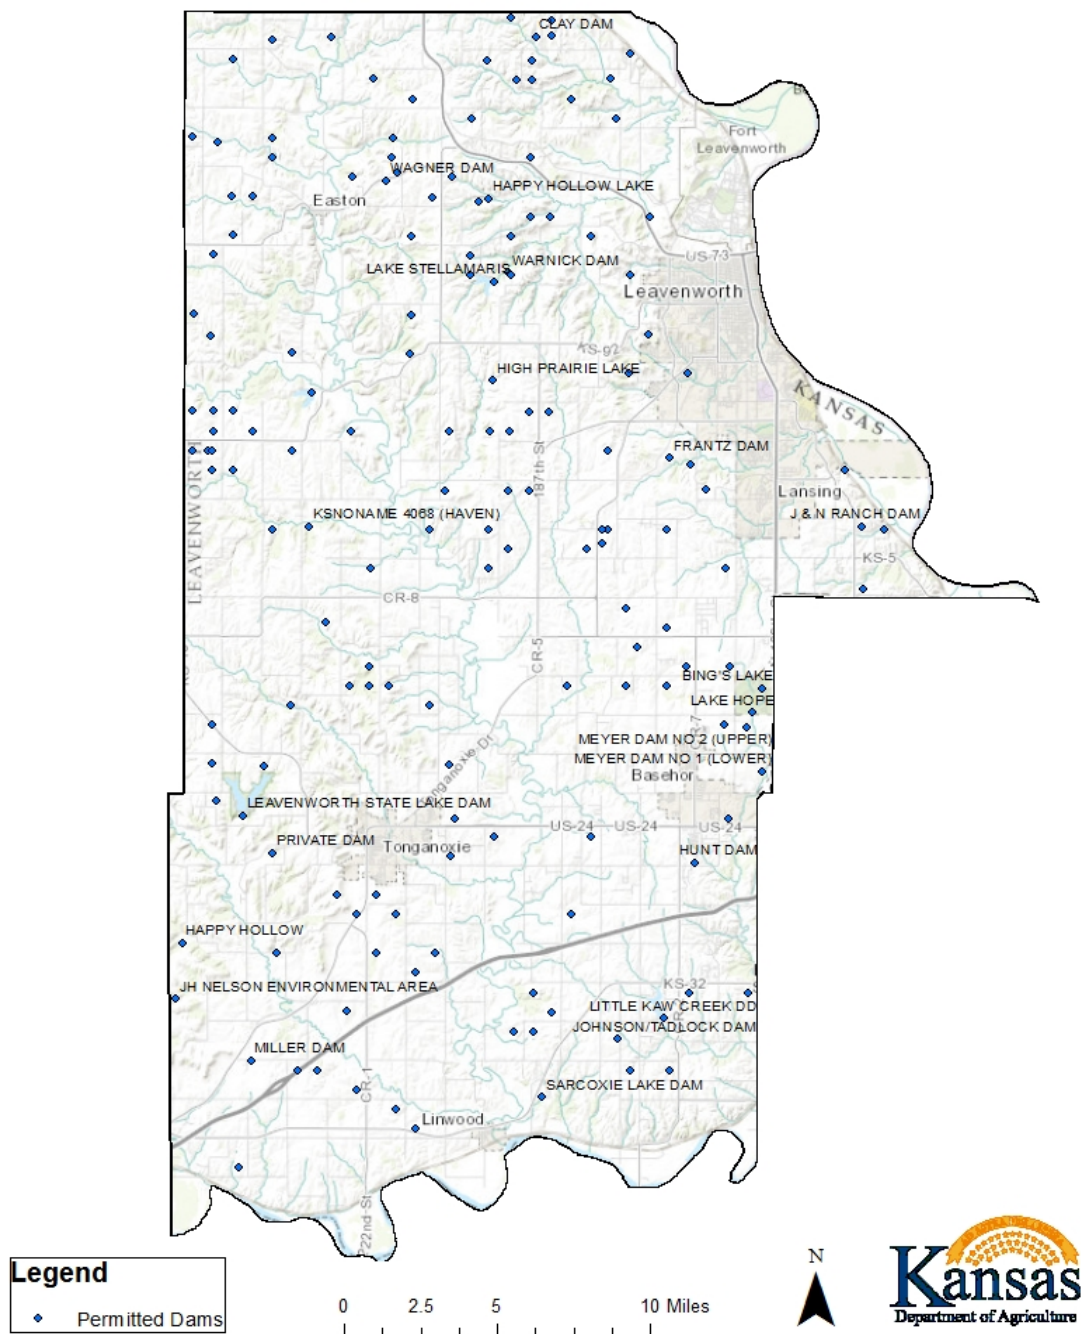 CLAY DAM
Fort
Leavenworth
WAGNER DAM
HAPPY HOLLOW LAKE
Easton
US-73
WARNICK DAM
LAKE STELLAMARIS
Leavenworth
KS-92
HIGH PRAIRIE LAKE
KANSAS
FRANTZ DAM
187th St
LEAVENWORTH
Lansing
KSNONAME 4068 (HAVEN)
J & N RANCH DAM
KS-5
CR-8
CR-5
BING'S LAKE
LAKE HOPE
CR-7
MEYER DAM NO 2 (UPPER)
MEYER DAM NO 1 (LOWER)
Tonganoxie Dr
Basehor
LEAVENWORTH STATE LAKE DAM
US-24
US-24
US-24
PRIVATE DAM
Tonganoxie
HUNT DAM
HAPPY HOLLOW
JH NELSON ENVIRONMENTAL AREA
KS-32
LITTLE KAW CREEK DD
JOHNSON/TADLOCK DAM
MILLER DAM
CR-1
SARCOXIE LAKE DAM
Linwood
222nd St
Legend
Permitted Dams
0 2.5 5 10 Miles
N
Kansas
Department of Agriculture